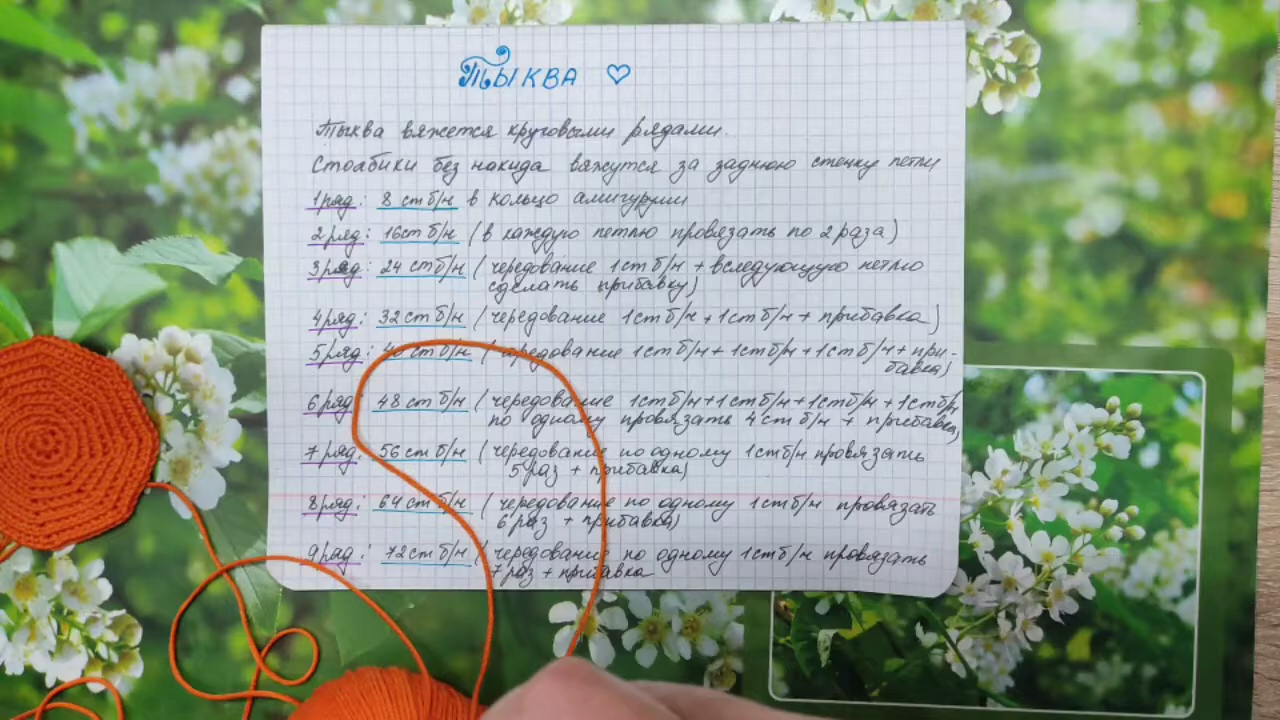 Тыква ♡
Тыква вяжется круговыми рядами.
Столбики без накида вяжутся за заднюю стенку петли
1 ряд: 8 ст б/н в кольцо амигуруми
2 ряд: 16 ст б/н (в каждую петлю провязать по 2 раза)
3 ряд: 24 ст б/н (чередование 1 ст б/н + в следующую петлю
сделать прибавку)
4 ряд: 32 ст б/н (чередование 1 ст б/н + 1 ст б/н + прибавка)
5 ряд: 40 ст б/н (чередование 1 ст б/н + 1 ст б/н + 1 ст б/н + при-
бавка)
6 ряд: 48 ст б/н (чередование 1 ст б/н + 1 ст б/н + 1 ст б/н + 1 ст б/н
по одному провязать 4 ст б/н + прибавка)
7 ряд: 56 ст б/н (чередование по одному 1 ст б/н провязать
5 раз + прибавка)
8 ряд: 64 ст б/н (чередование по одному 1 ст б/н провязать
6 раз + прибавка)
9 ряд: 72 ст б/н (чередование по одному 1 ст б/н провязать
7 раз + прибавка